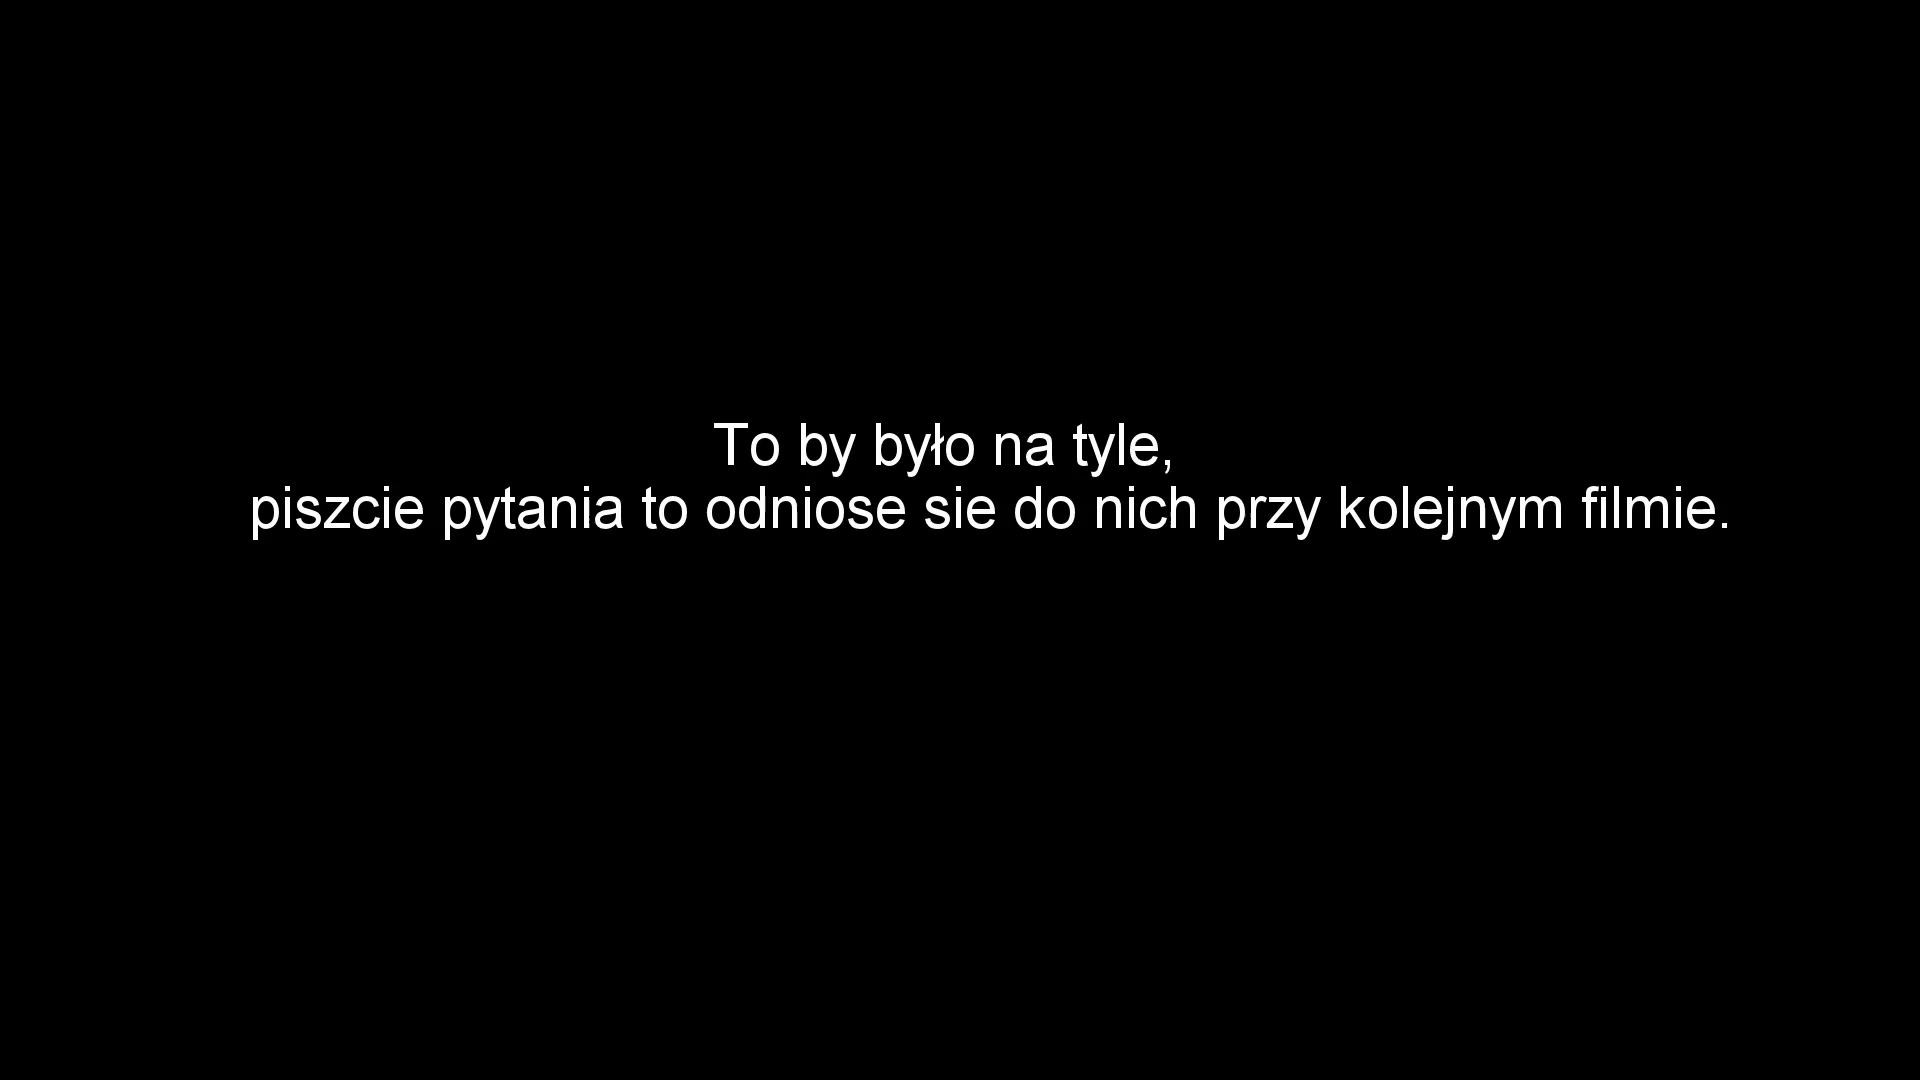 To by było na tyle,
piszcie pytania to odniose sie do nich przy kolejnym filmie.